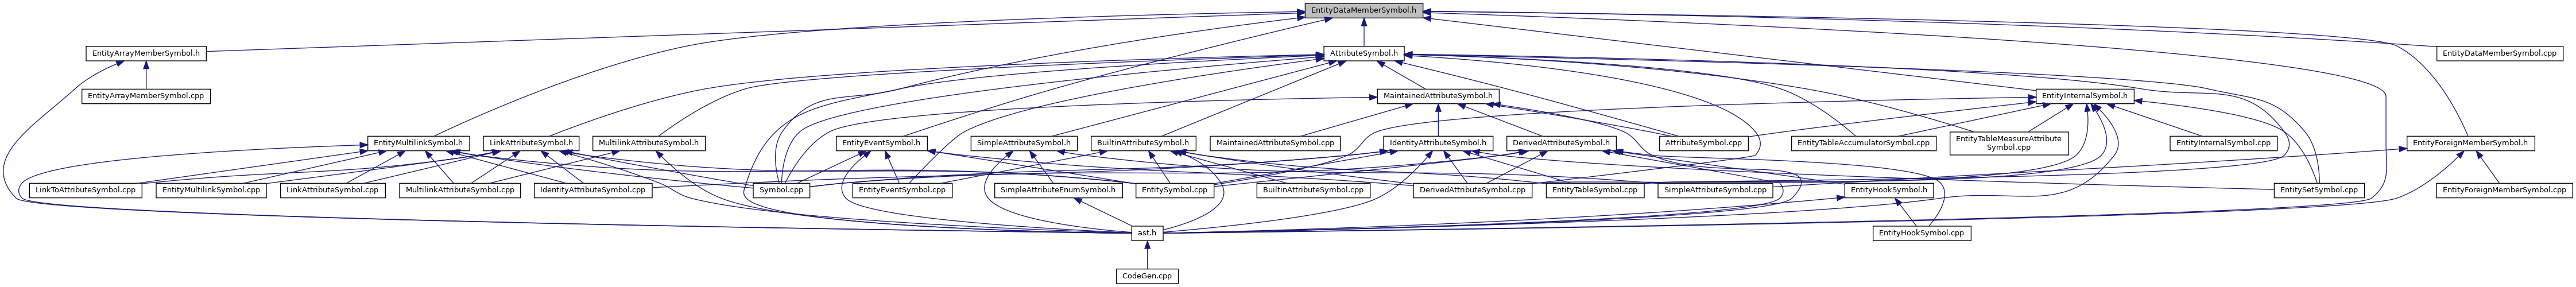 EntityDataMemberSymbol.h
EntityArrayMemberSymbol.h
AttributeSymbol.h
EntityDataMemberSymbol.cpp
EntityArrayMemberSymbol.cpp
MaintainedAttributeSymbol.h
EntityInternalSymbol.h
EntityMultilinkSymbol.h
LinkAttributeSymbol.h
MultilinkAttributeSymbol.h
EntityEventSymbol.h
SimpleAttributeSymbol.h
BuiltinAttributeSymbol.h
MaintainedAttributeSymbol.cpp
IdentityAttributeSymbol.h
DerivedAttributeSymbol.h
AttributeSymbol.cpp
EntityTableAccumulatorSymbol.cpp
EntityTableMeasureAttribute
Symbol.cpp
EntityInternalSymbol.cpp
EntityForeignMemberSymbol.h
LinkToAttributeSymbol.cpp
EntityMultilinkSymbol.cpp
LinkAttributeSymbol.cpp
MultilinkAttributeSymbol.cpp
IdentityAttributeSymbol.cpp
Symbol.cpp
EntityEventSymbol.cpp
SimpleAttributeEnumSymbol.h
EntitySymbol.cpp
BuiltinAttributeSymbol.cpp
DerivedAttributeSymbol.cpp
EntityTableSymbol.cpp
SimpleAttributeSymbol.cpp
EntityHookSymbol.h
EntitySetSymbol.cpp
EntityForeignMemberSymbol.cpp
ast.h
EntityHookSymbol.cpp
CodeGen.cpp